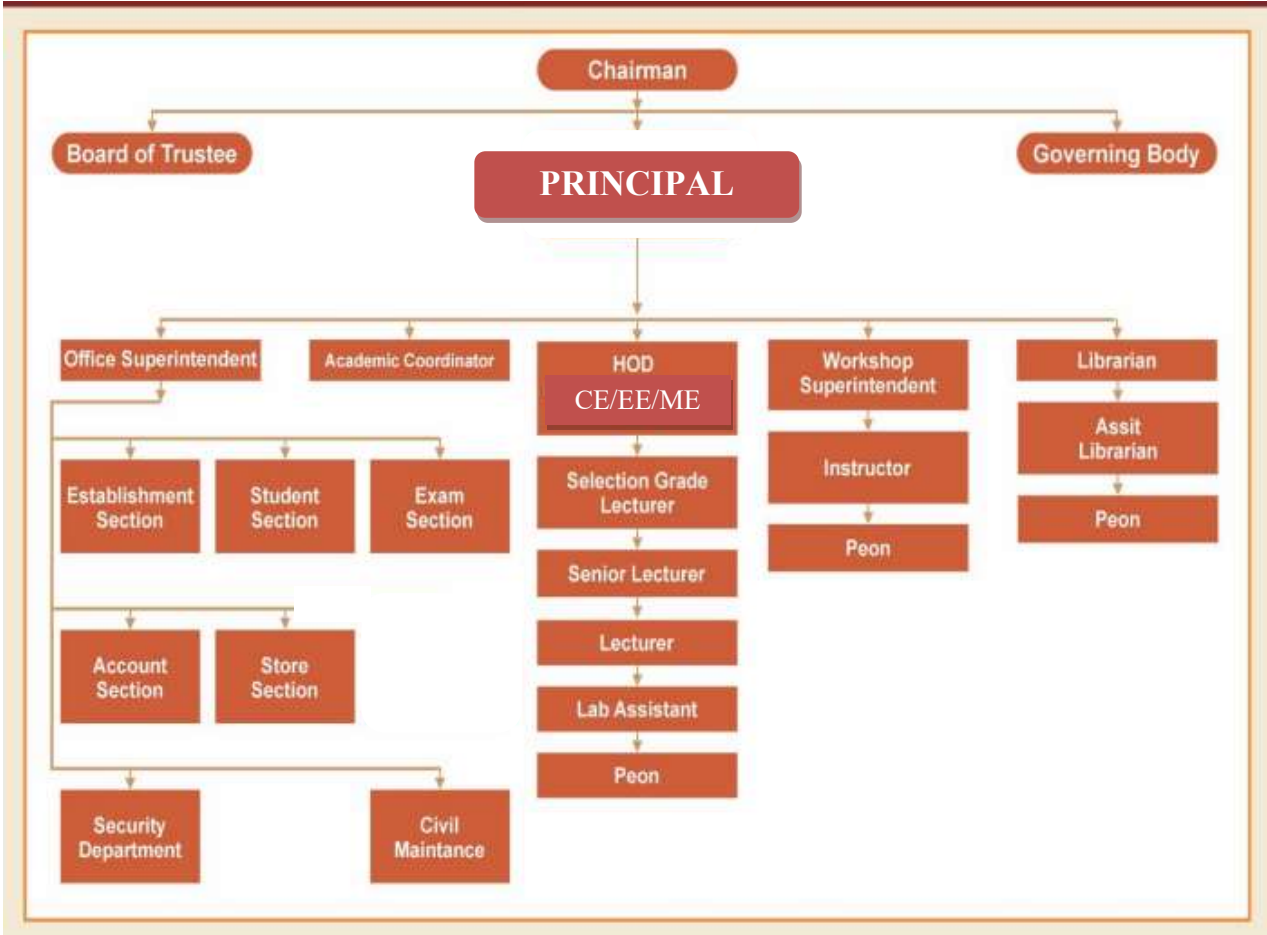 Chairman
Board of Trustee
Governing Body
PRINCIPAL
Office Superintendent
Academic Coordinator
HOD
CE/EE/ME
Workshop
Superintendent
Librarian
Establishment
Section
Student
Section
Exam
Section
Selection Grade
Lecturer
Instructor
Assit
Librarian
Senior Lecturer
Peon
Peon
Lecturer
Account
Section
Store
Section
Lab Assistant
Peon
Security
Department
Civil
Maintance